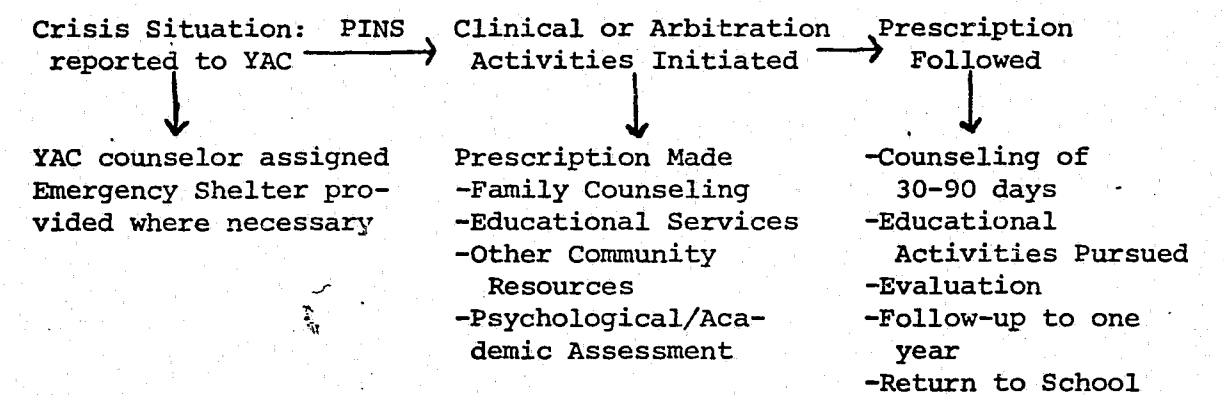 Crisis Situation: PINS
reported to YAC
Clinical or Arbitration
Activities Initiated
Prescription
Followed
YAC counselor assigned
Emergency Shelter pro-
vided where necessary
Prescription Made
-Family Counseling
-Educational Services
-Other Community
Resources
-Psychological/Aca-
demic Assessment
-Counseling of
30-90 days
-Educational
Activities Pursued
-Evaluation
-Follow-up to one
year
-Return to School